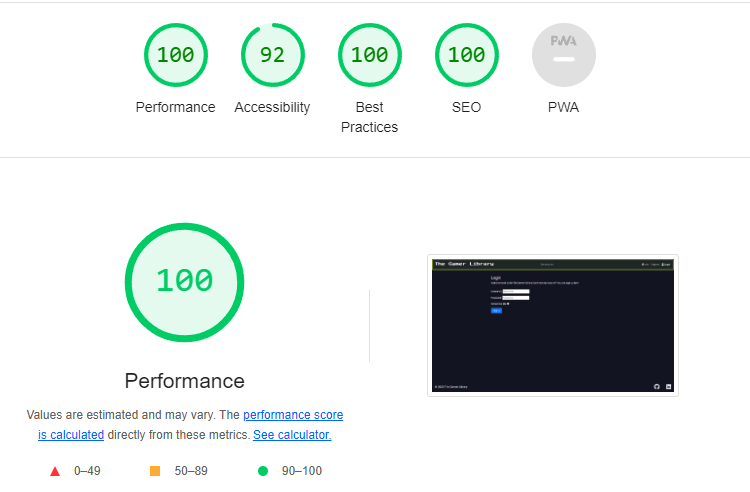 100
92
100
100
PWA
Performance
Accessibility
Best
Practices
SEO
PWA
100
The Gamer Library
Login
Performance
Values are estimated and may vary. The performance score
is calculated directly from these metrics. See calculator.
0–49
50–89
90–100